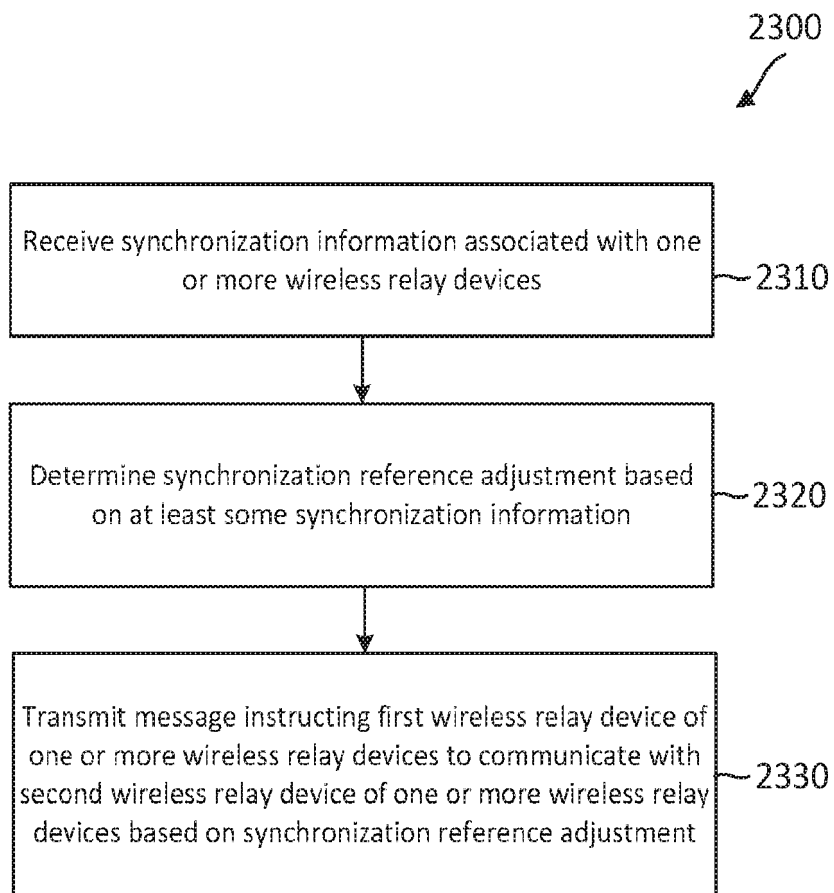 2300
Receive synchronization information associated with one
or more wireless relay devices
2310
Determine synchronization reference adjustment based
on at least some synchronization information
2320
Transmit message instructing first wireless relay device of
one or more wireless relay devices to communicate with
second wireless relay device of one or more wireless relay
devices based on synchronization reference adjustment
2330